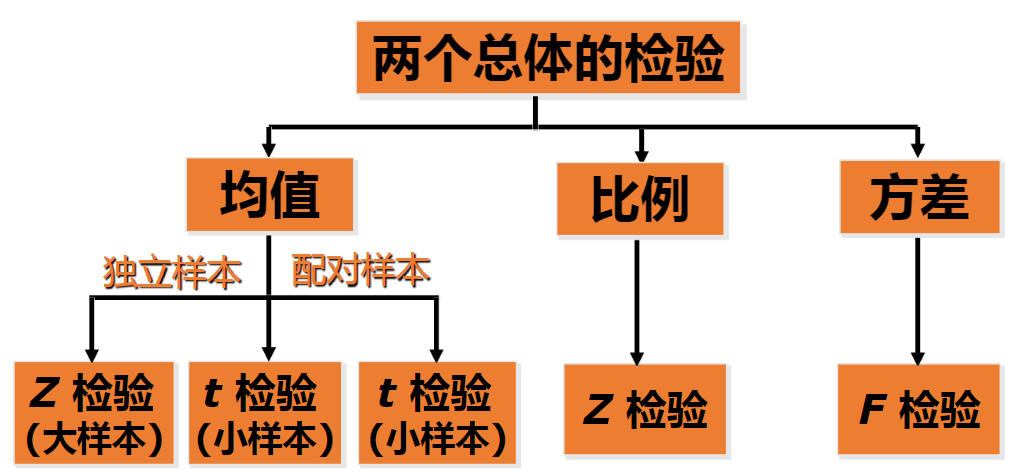 两个总体的检验
均值
比例
方差
独立样本
配对样本
Z 检验
(大样本)
t 检验
(小样本)
t 检验
(小样本)
Z 检验
F 检验